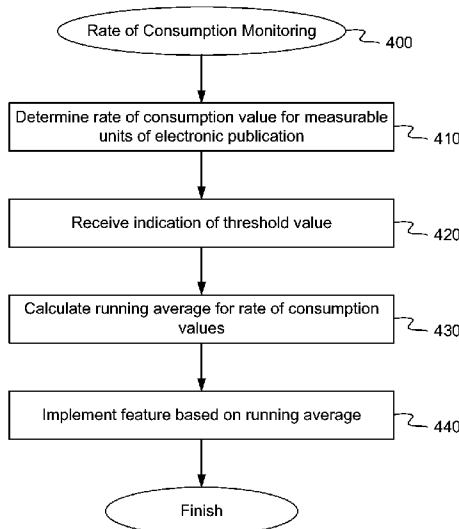 Rate of Consumption Monitoring
400
Determine rate of consumption value for measurable
units of electronic publication
410
Receive indication of threshold value
420
Calculate running average for rate of consumption
values
430
Implement feature based on running average
440
Finish